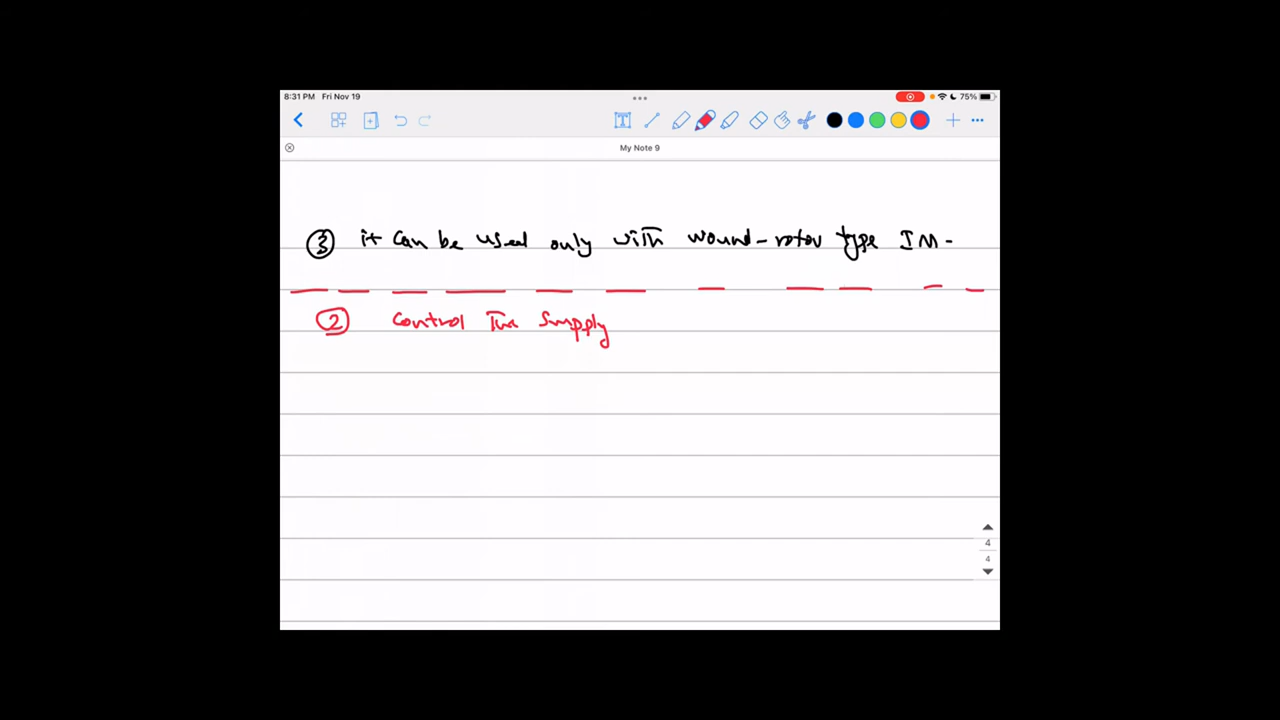 8:31 PM Fri Nov 19
75%
My Note 9
③ it can be used only with wound-rotor type IM.
② Control the Supply
4
4